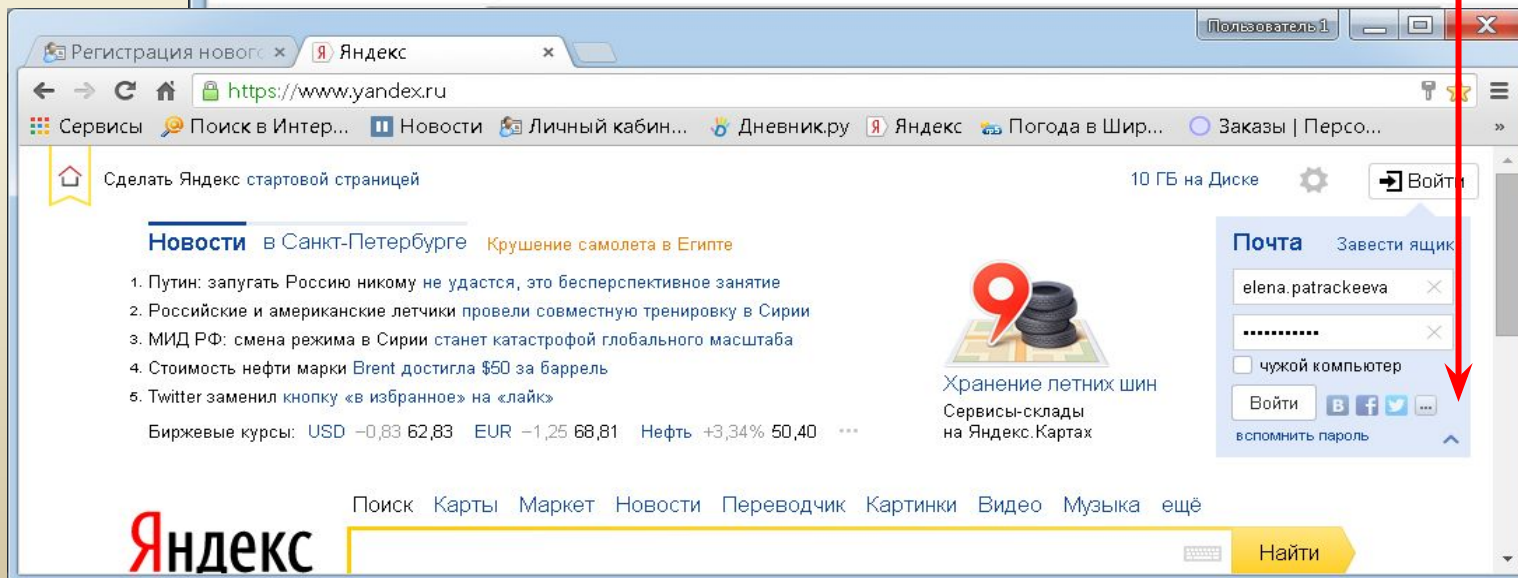 Пользователь 1
Регистрация новог
Я Яндекс
https://www.yandex.ru
Сервисы Поиск в Интер... Новости Личный кабин... Дневник.ру Я Яндекс Погода в Шир... Заказы | Персо... »
Сделать Яндекс стартовой страницей
10 ГБ на Диске
Войти
Новости в Санкт-Петербурге Крушение самолета в Египте
1. Путин: запугать Россию никому не удастся, это бесперспективное занятие
2. Российские и американские летчики провели совместную тренировку в Сирии
3. МИД РФ: смена режима в Сирии станет катастрофой глобального масштаба
4. Стоимость нефти марки Brent достигла $50 за баррель
5. Twitter заменил кнопку «в избранное» на «лайк»
Биржевые курсы: USD −0,83 62,83 EUR −1,25 68,81 Нефть +3,34% 50,40 ...
9
Хранение летних шин
Сервисы-склады
на Яндекс.Картах
Почта Завести ящик
elena.patrackeeva
•••••••••••
чужой компьютер
Войти B f ...
вспомнить пароль
Поиск Карты Маркет Новости Переводчик Картинки Видео Музыка ещё
Яндекс
Найти